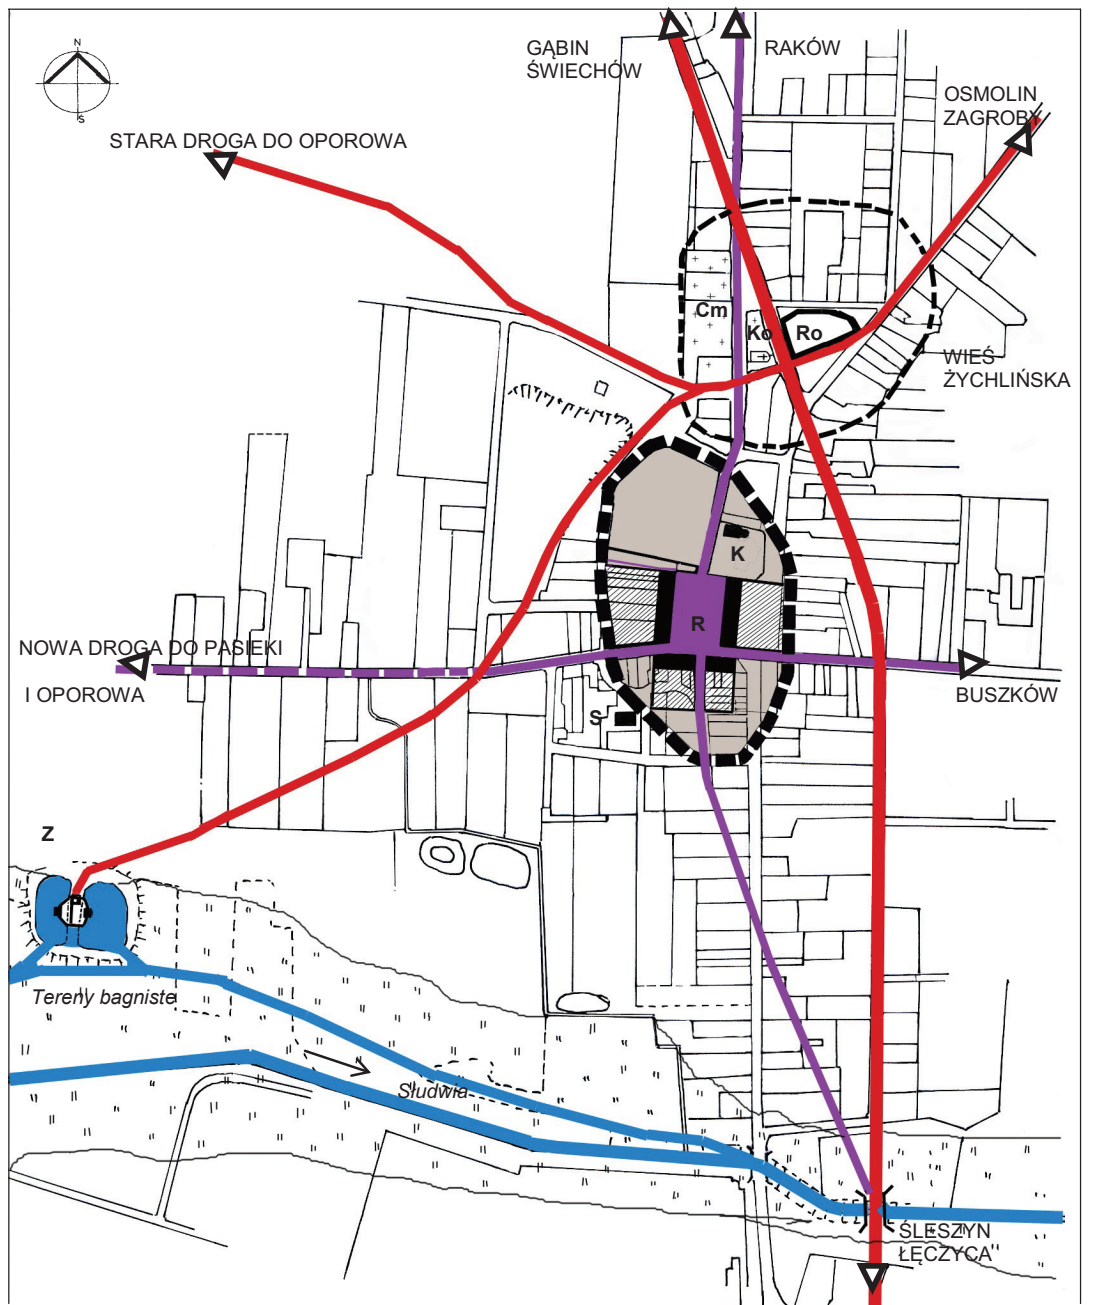 N
S
GĄBIN
ŚWIECHÓW
RAKÓW
OSMOLIN
ZAGROBY
STARA DROGA DO OPOROWA
Cm
Ko
Ro
WIEŚ
ŻYCHLIŃSKA
K
R
NOWA DROGA DO PASIEKI
I OPOROWA
BUSZKÓW
S
Z
Tereny bagniste
Słudwia
ŚLESZYN
ŁĘCZYCA